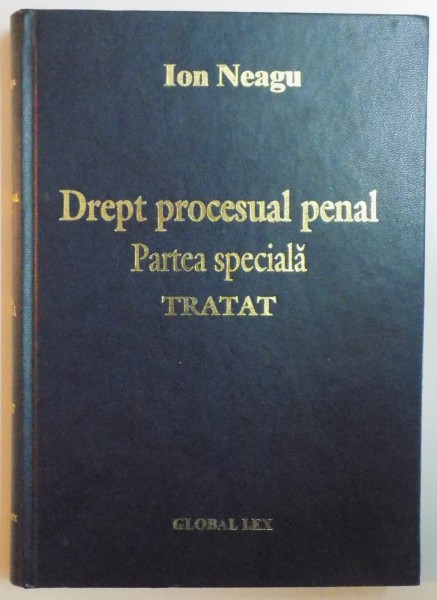 Ion Neagu
Drept procesual penal
Partea specială
TRATAT
GLOBAL LEX